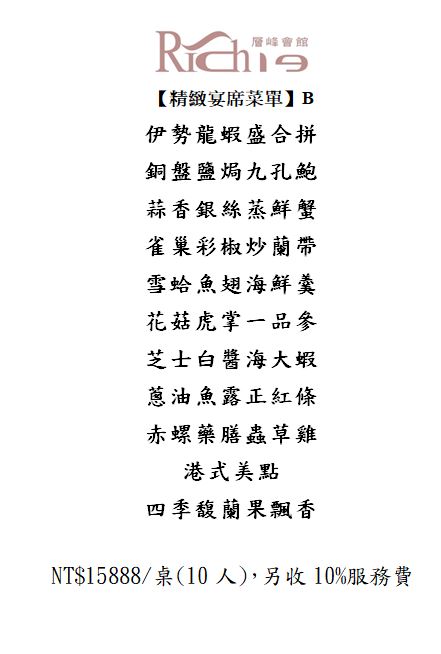 Rich19 層峰會館
【精緻宴席菜單】B
伊勢龍蝦盛合拼
銅盤鹽焗九孔鮑
蒜香銀絲蒸鮮蟹
雀巢彩椒炒蘭帶
雪蛤魚翅海鮮羹
花菇虎掌一品參
芝士白醬海大蝦
蔥油魚露正紅條
赤螺藥膳蟲草雞
港式美點
四季馥蘭果飄香
NT$15888/桌(10人)，另收10%服務費